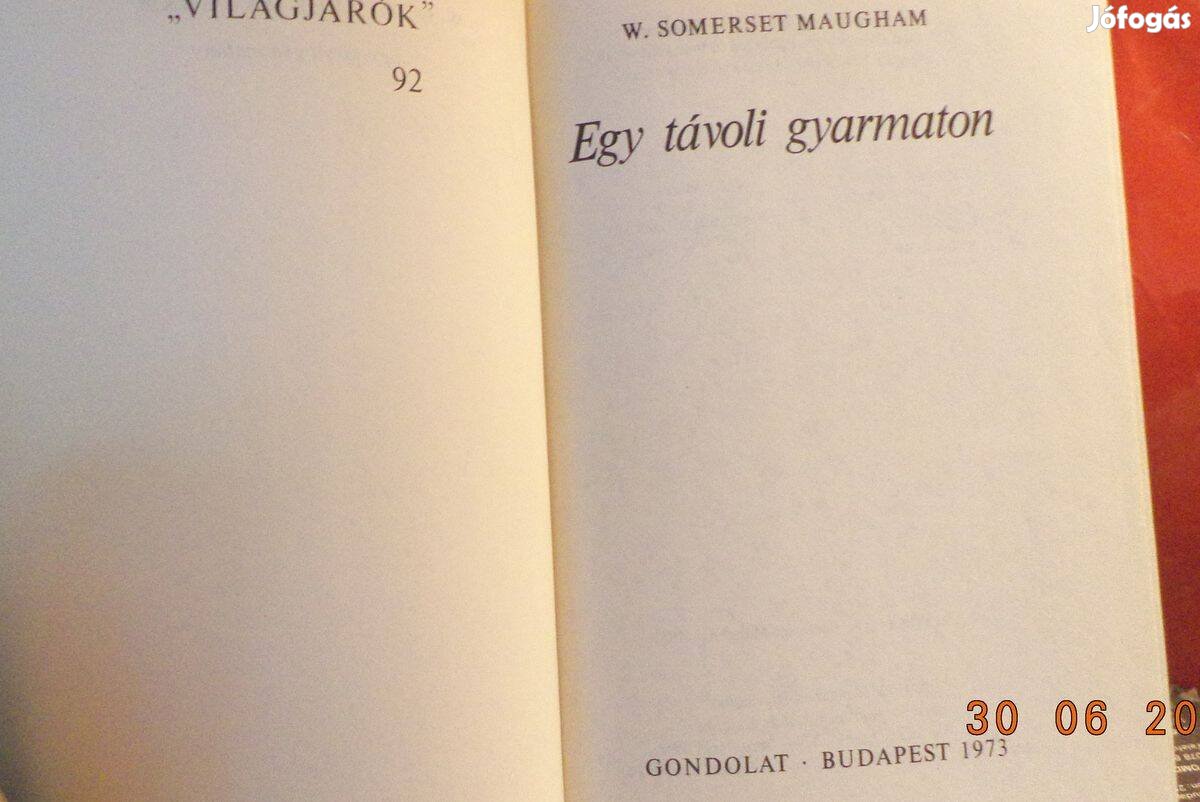 „VILÁGJÁRÓK”
92
W. SOMERSET MAUGHAM
Egy távoli gyarmaton
GONDOLAT · BUDAPEST 1973
Jófogás
30 06 20